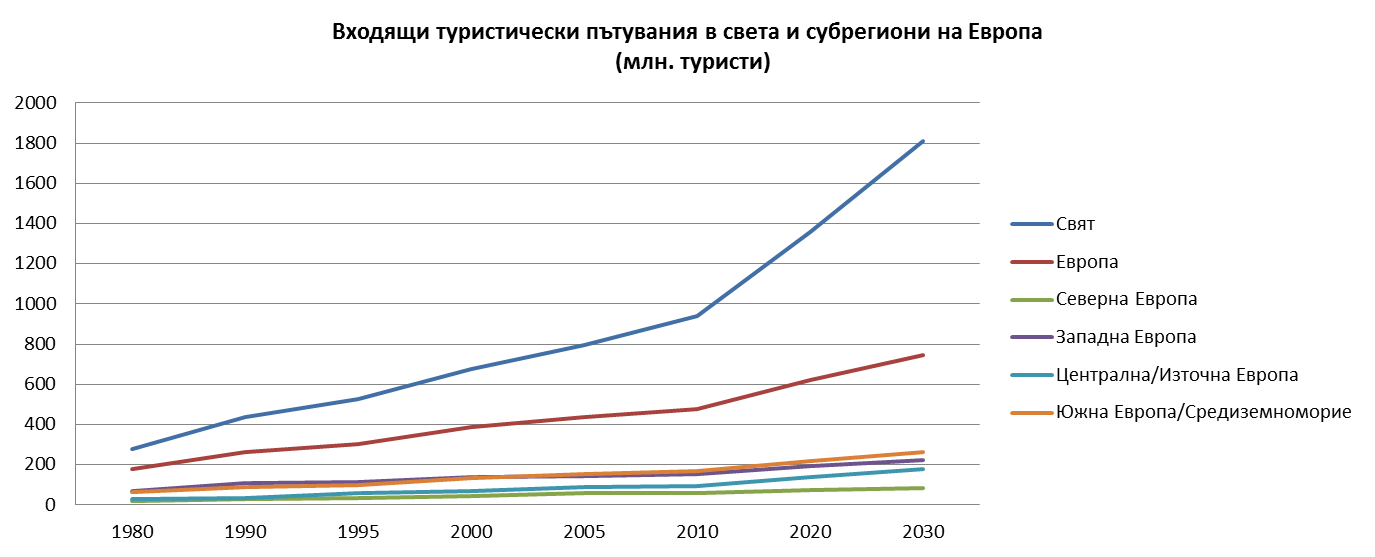 Входящи туристически пътувания в света и субрегиони на Европа
(млн. туристи)
2000
1800
1600
1400
1200
1000
800
600
400
200
0
1980 1990 1995 2000 2005 2010 2020 2030
Свят
Европа
Северна Европа
Западна Европа
Централна/Източна Европа
Южна Европа/Средиземноморие